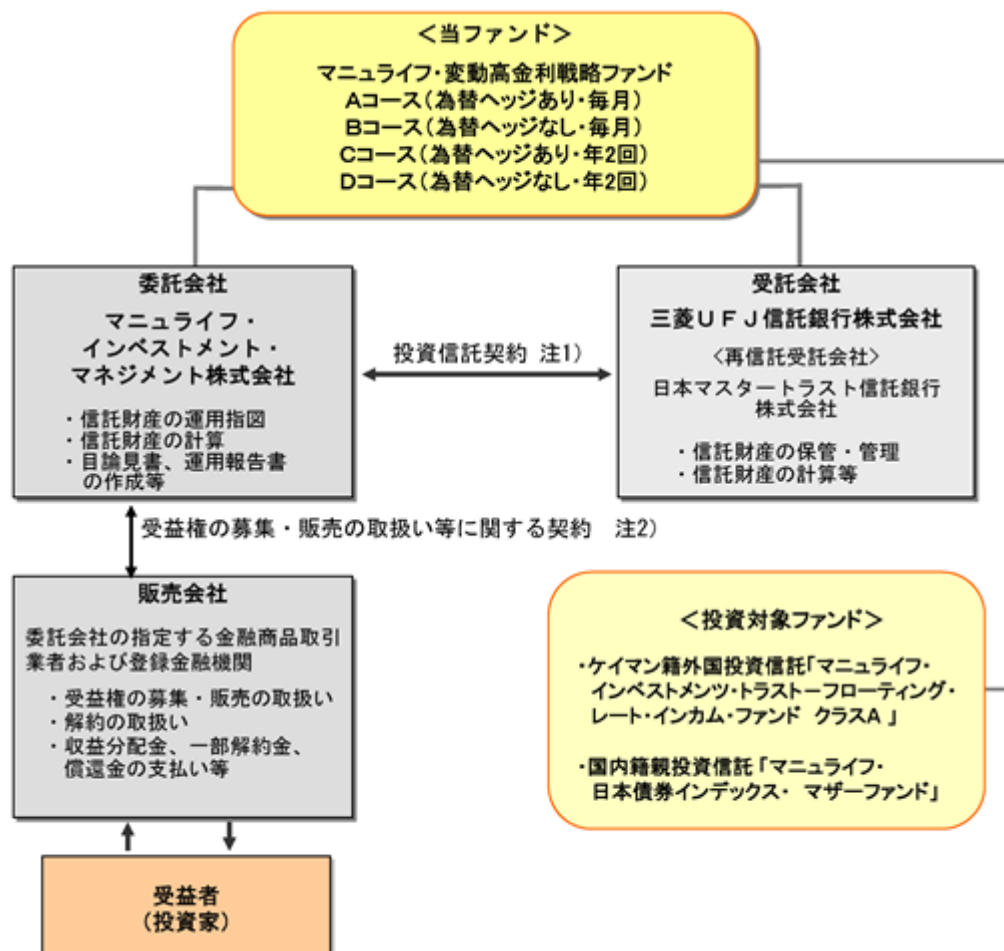 ＜当ファンド＞
マニュライフ・変動高金利戦略ファンド
Aコース（為替ヘッジあり・毎月）
Bコース（為替ヘッジなし・毎月）
Cコース（為替ヘッジあり・年2回）
Dコース（為替ヘッジなし・年2回）
委託会社
マニュライフ・
インベストメント・
マネジメント株式会社
・信託財産の運用指図
・信託財産の計算
・目論見書、運用報告書
の作成等
投資信託契約 注1）
受託会社
三菱ＵＦＪ信託銀行株式会社
＜再信託受託会社＞
日本マスタートラスト信託銀行
株式会社
・信託財産の保管・管理
・信託財産の計算等
受益権の募集・販売の取扱い等に関する契約 注2）
販売会社
委託会社の指定する金融商品取引
業者および登録金融機関
・受益権の募集・販売の取扱い
・解約の取扱い
・収益分配金、一部解約金、
償還金の支払い等
＜投資対象ファンド＞
・ケイマン籍外国投資信託「マニュライフ・
インベストメンツ・トラストーフローティング・
レート・インカム・ファンド クラスA 」
・国内籍親投資信託 「マニュライフ・
日本債券インデックス・ マザーファンド」
受益者
（投資家）